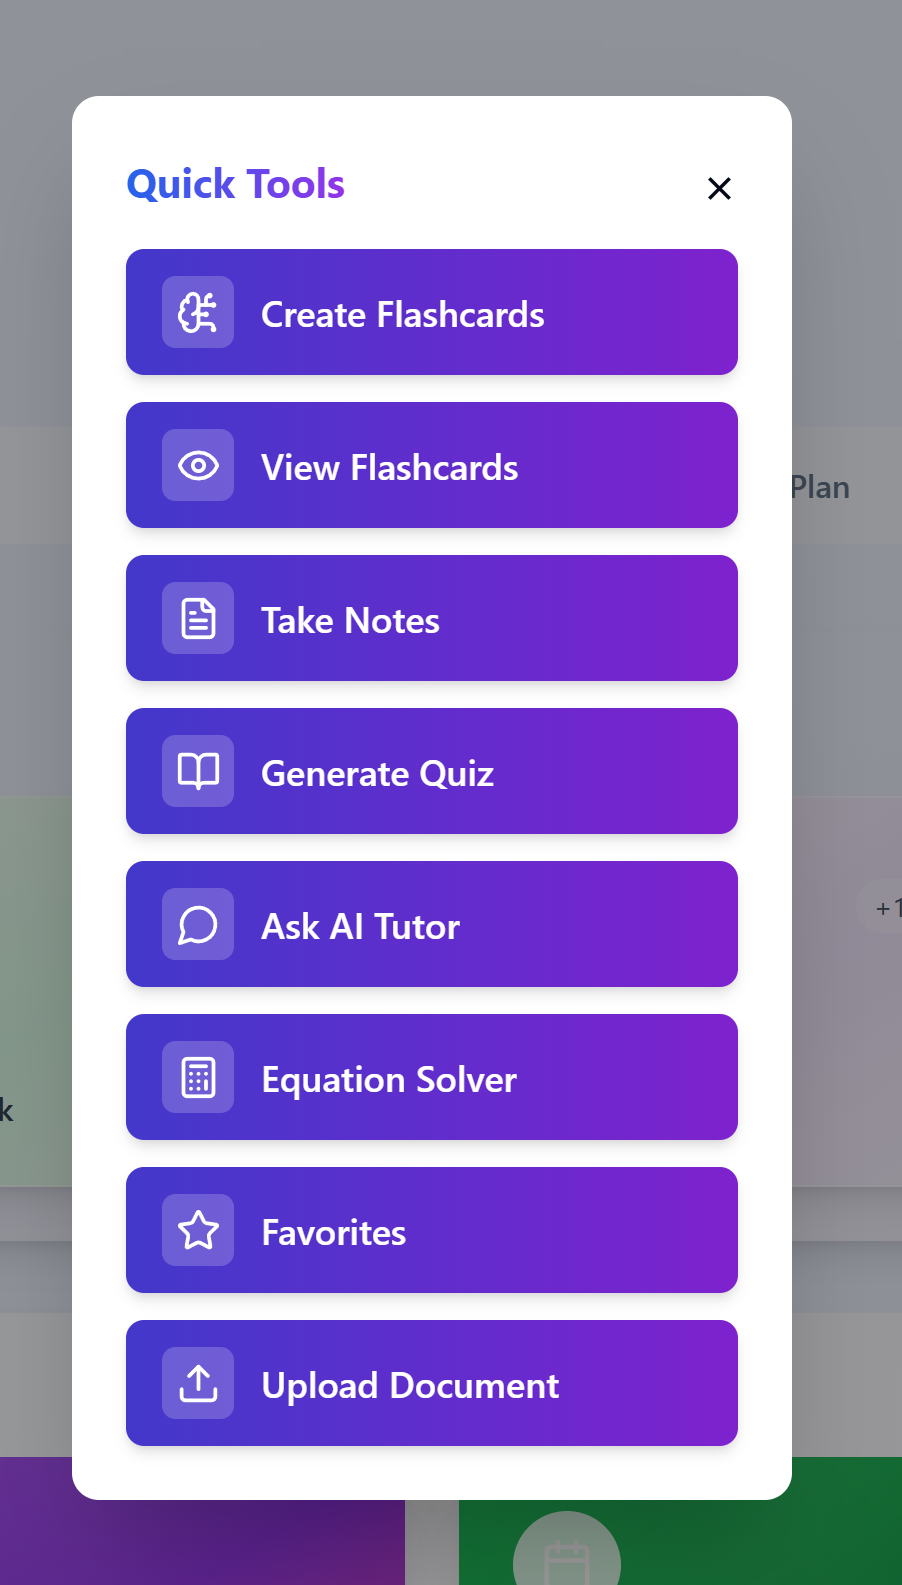 Quick Tools
Create Flashcards
View Flashcards
Plan
Take Notes
Generate Quiz
+1
Ask AI Tutor
Equation Solver
k
Favorites
Upload Document